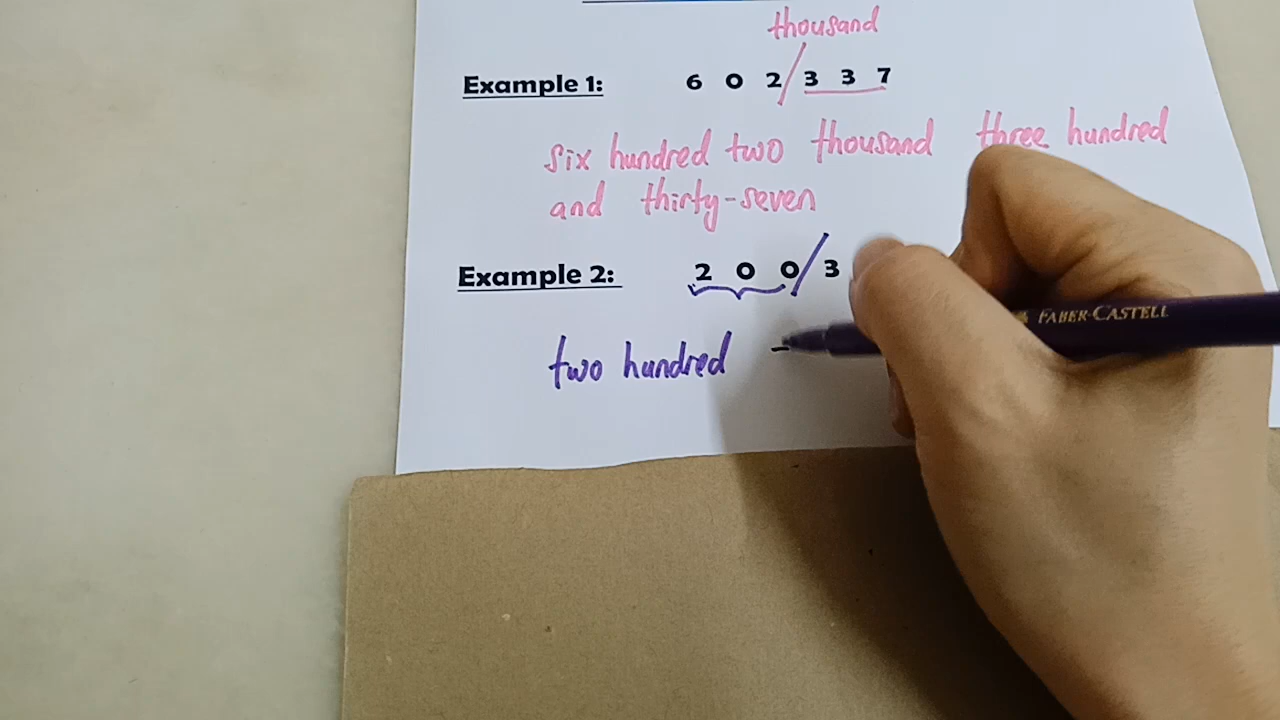 thousand
Example 1: 6 0 2/3 3 7
six hundred two thousand three hundred
and thirty-seven
Example 2: 2 0 0/3
two hundred
FABER-CASTELL